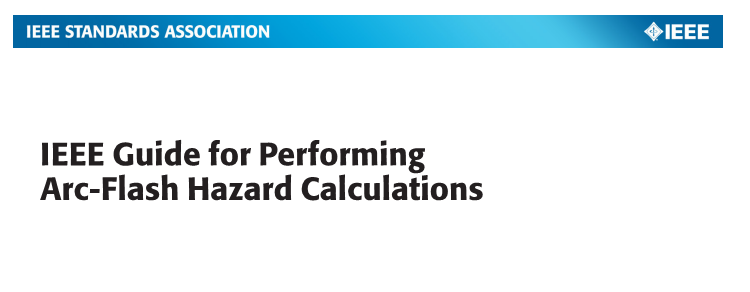 IEEE STANDARDS ASSOCIATION
IEEE
IEEE Guide for Performing
Arc-Flash Hazard Calculations